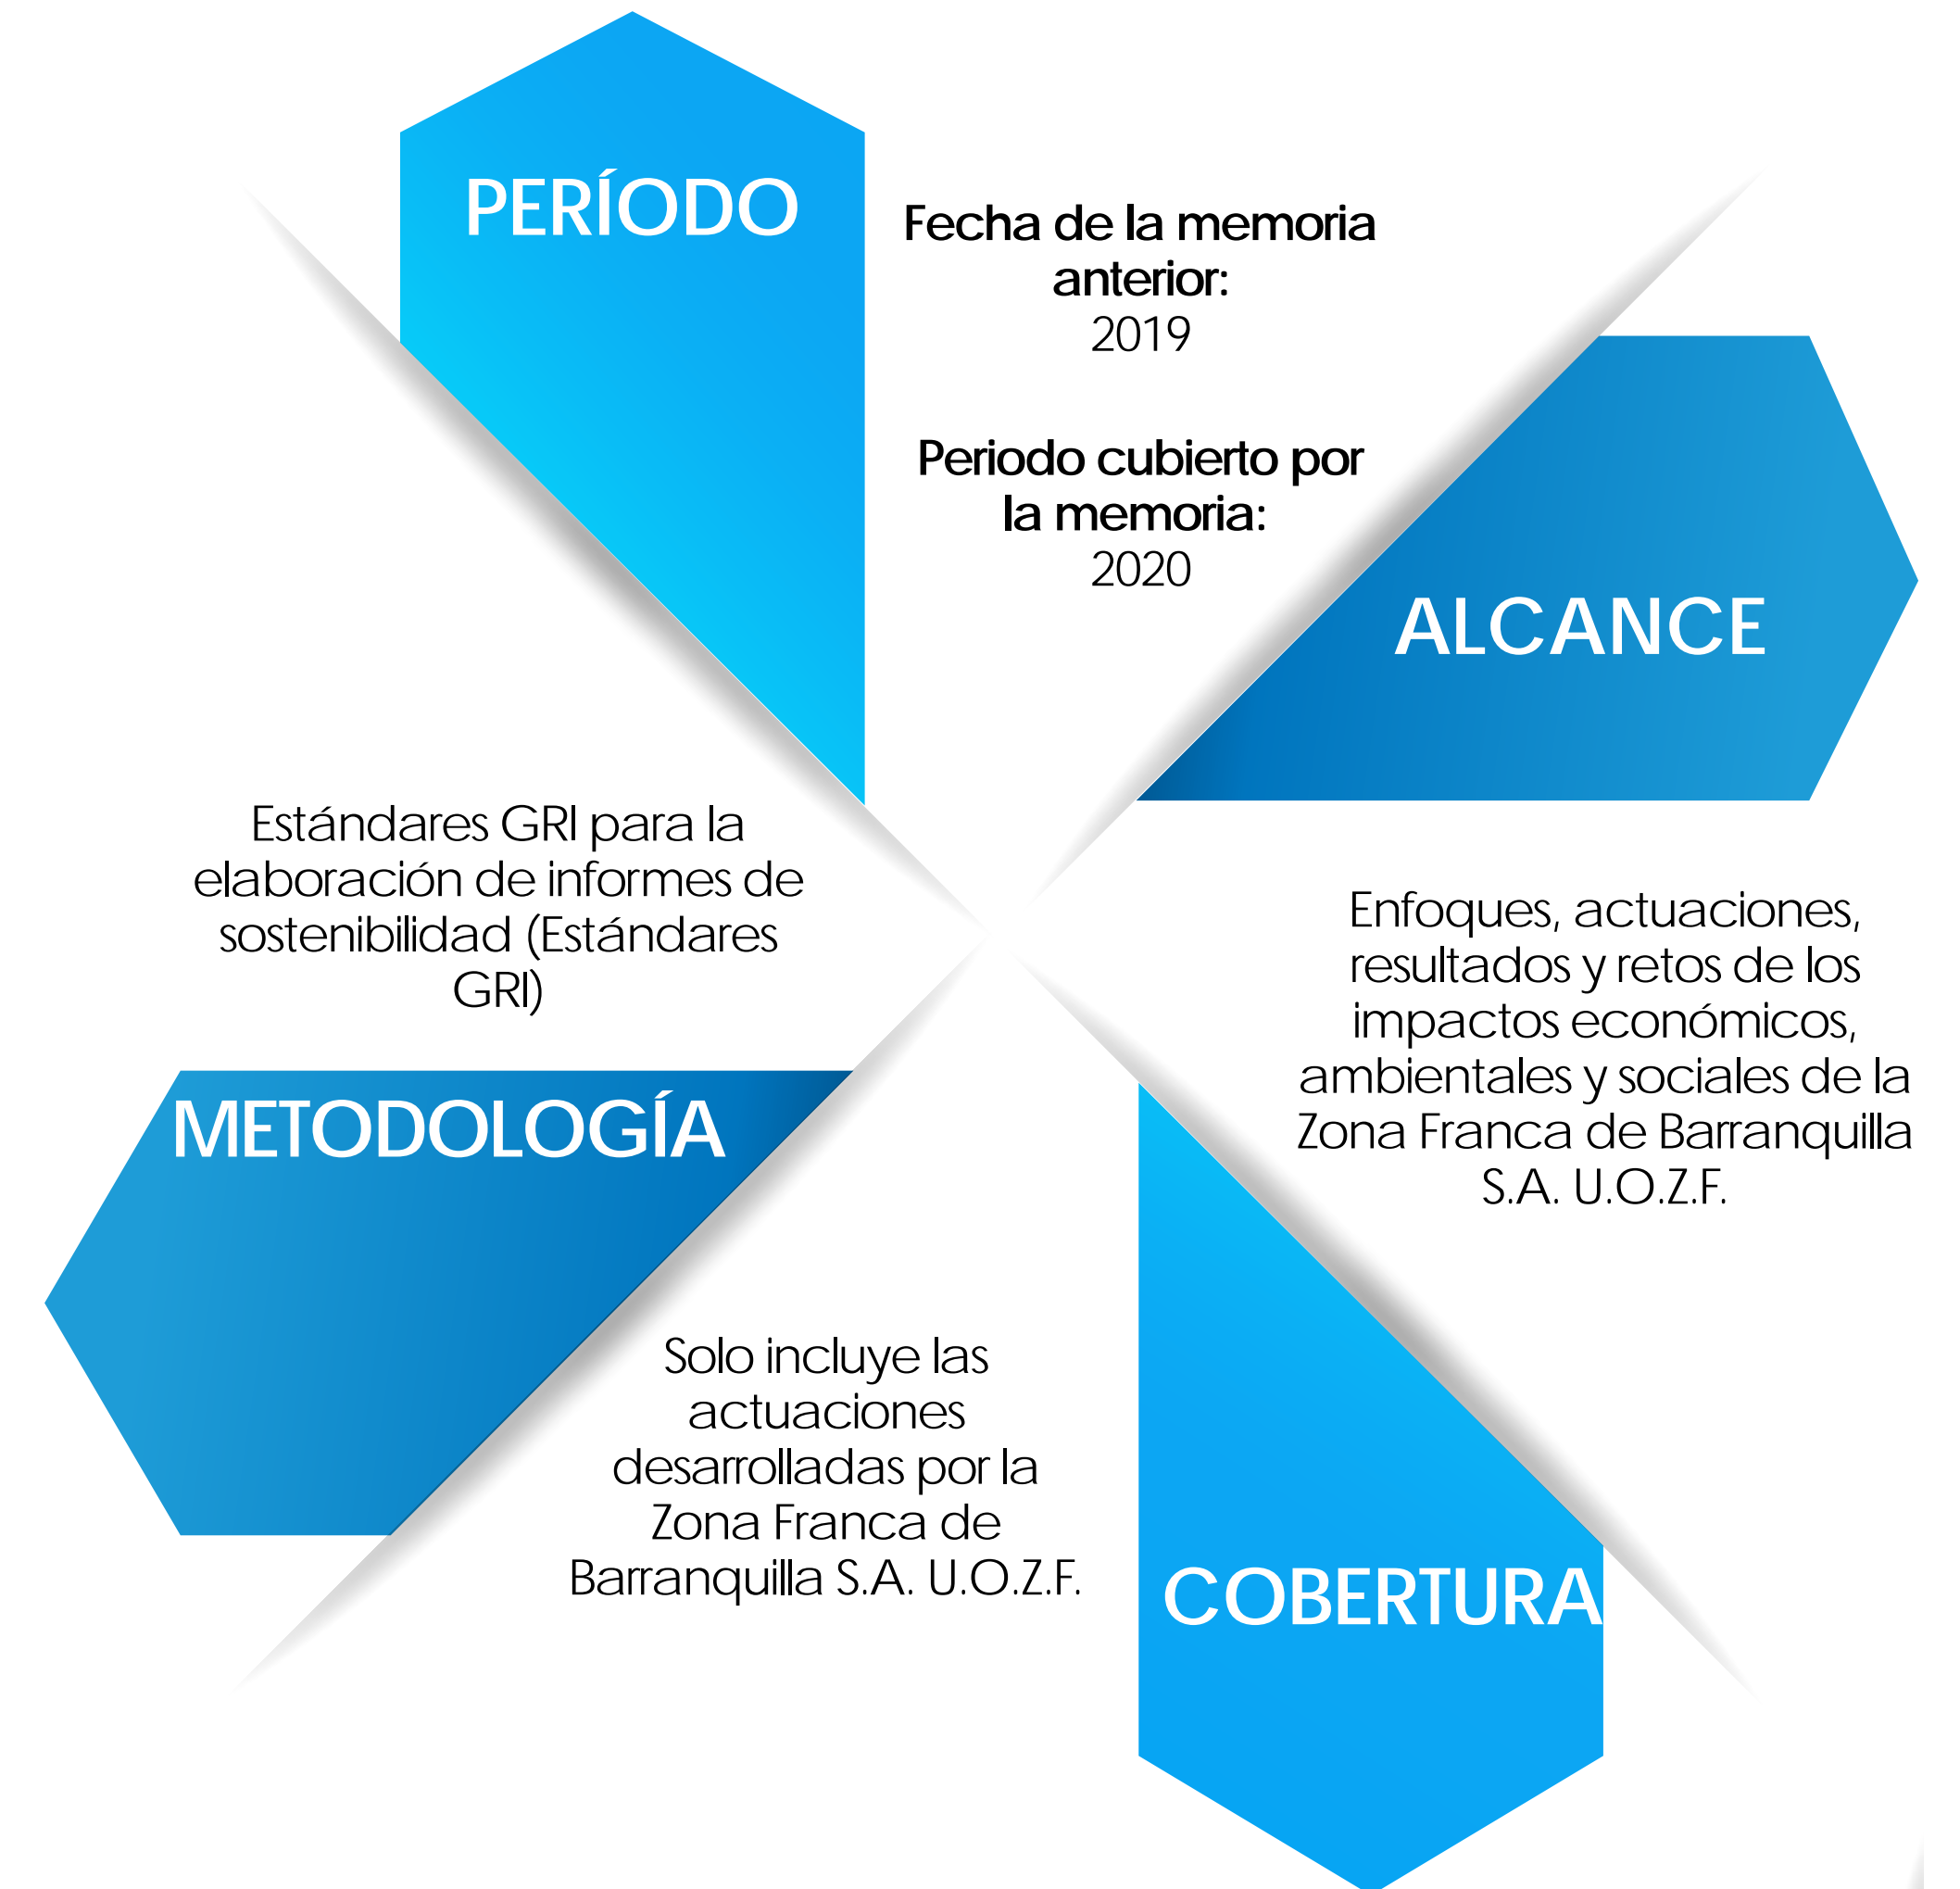 PERÍODO
Fecha de la memoria
anterior:
2019
Periodo cubierto por
la memoria:
2020
ALCANCE
Enfoques, actuaciones,
resultados y retos de los
impactos económicos,
ambientales y sociales de la
Zona Franca de Barranquilla
S.A. U.O.Z.F.
COBERTURA
Solo incluye las
actuaciones
desarrolladas por la
Zona Franca de
Barranquilla S.A. U.O.Z.F.
METODOLOGÍA
Estándares GRI para la
elaboración de informes de
sostenibilidad (Estándares
GRI)